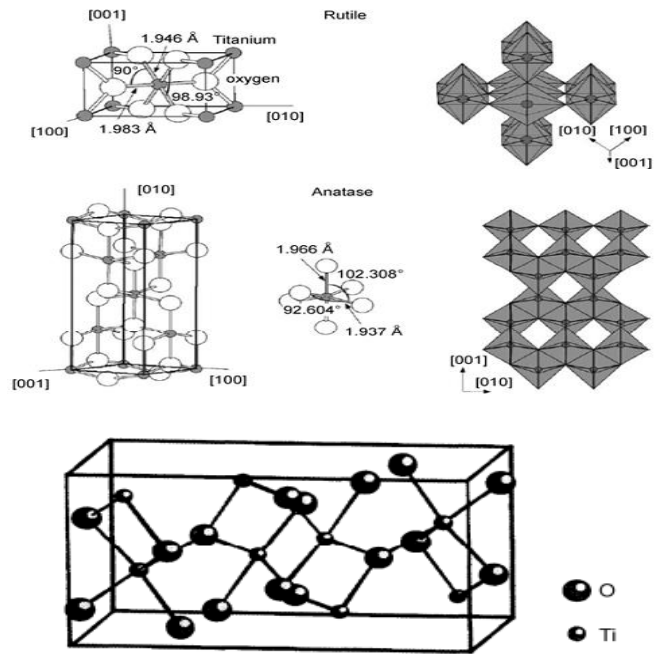 [001]
Rutile
1.946 Å
Titanium
90°
oxygen
98.93°
[010]
[100]
1.983 Å
[010] [100]
[001]
[010]
Anatase
1.966 Å
102.308°
92.604°
1.937 Å
[001]
[100]
[001]
[010]
O
Ti